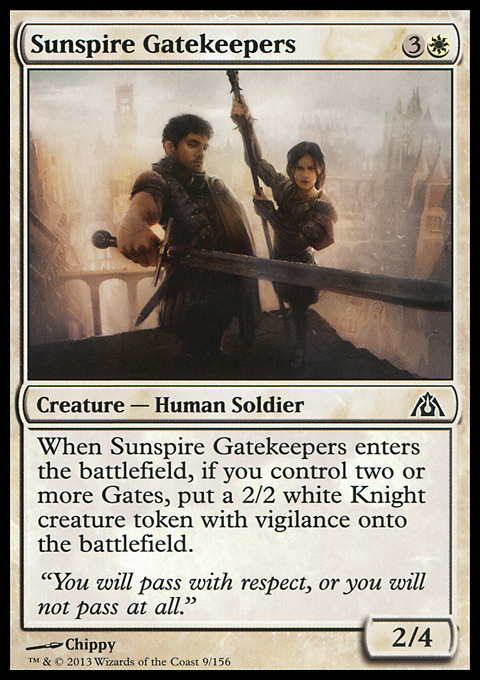 Sunspire Gatekeepers 3
Creature — Human Soldier
When Sunspire Gatekeepers enters
the battlefield, if you control two or
more Gates, put a 2/2 white Knight
creature token with vigilance onto
the battlefield.
“You will pass with respect, or you will
not pass at all.”
Chippy
2/4
™ & © 2013 Wizards of the Coast 9/156